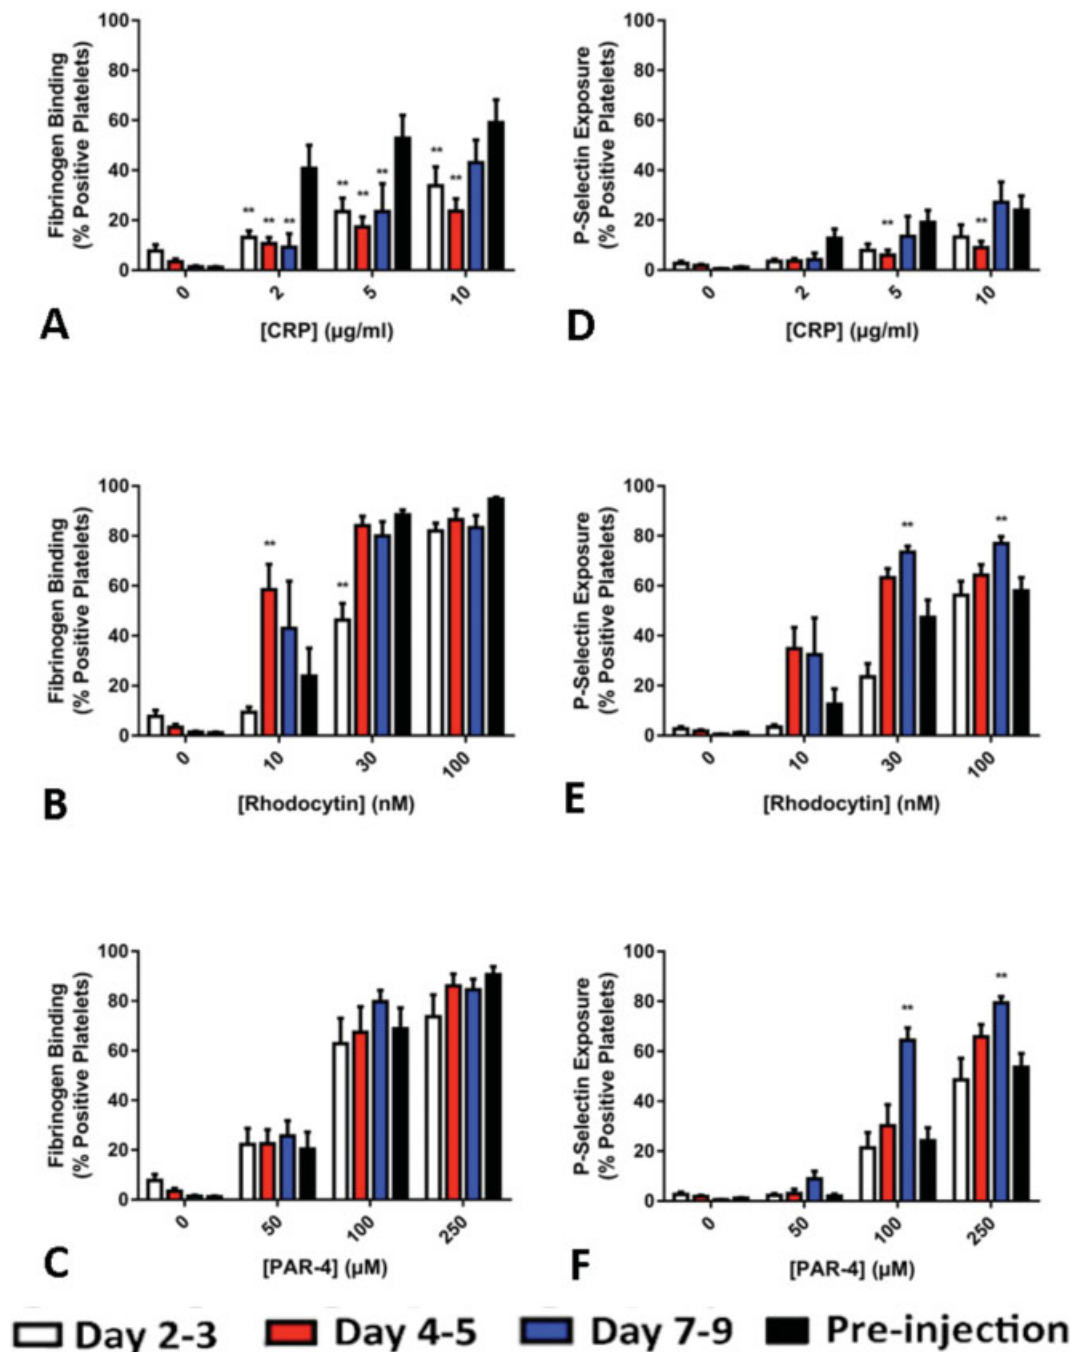 Fibrinogen Binding
(% Positive Platelets)
100
80
60
40
20
0
** ** **
** ** **
** **
0 2 5 10
[CRP] (μg/ml)
A
P-Selectin Exposure
(% Positive Platelets)
100
80
60
40
20
0
**
**
0 2 5 10
[CRP] (μg/ml)
D
Fibrinogen Binding
(% Positive Platelets)
100
80
60
40
20
0
**
**
0 10 30 100
[Rhodocytin] (nM)
B
P-Selectin Exposure
(% Positive Platelets)
100
80
60
40
20
0
**
**
0 10 30 100
[Rhodocytin] (nM)
E
Fibrinogen Binding
(% Positive Platelets)
100
80
60
40
20
0
0 50 100 250
[PAR-4] (μM)
C
P-Selectin Exposure
(% Positive Platelets)
100
80
60
40
20
0
**
**
0 50 100 250
[PAR-4] (μM)
F
Day 2-3 Day 4-5 Day 7-9 Pre-injection